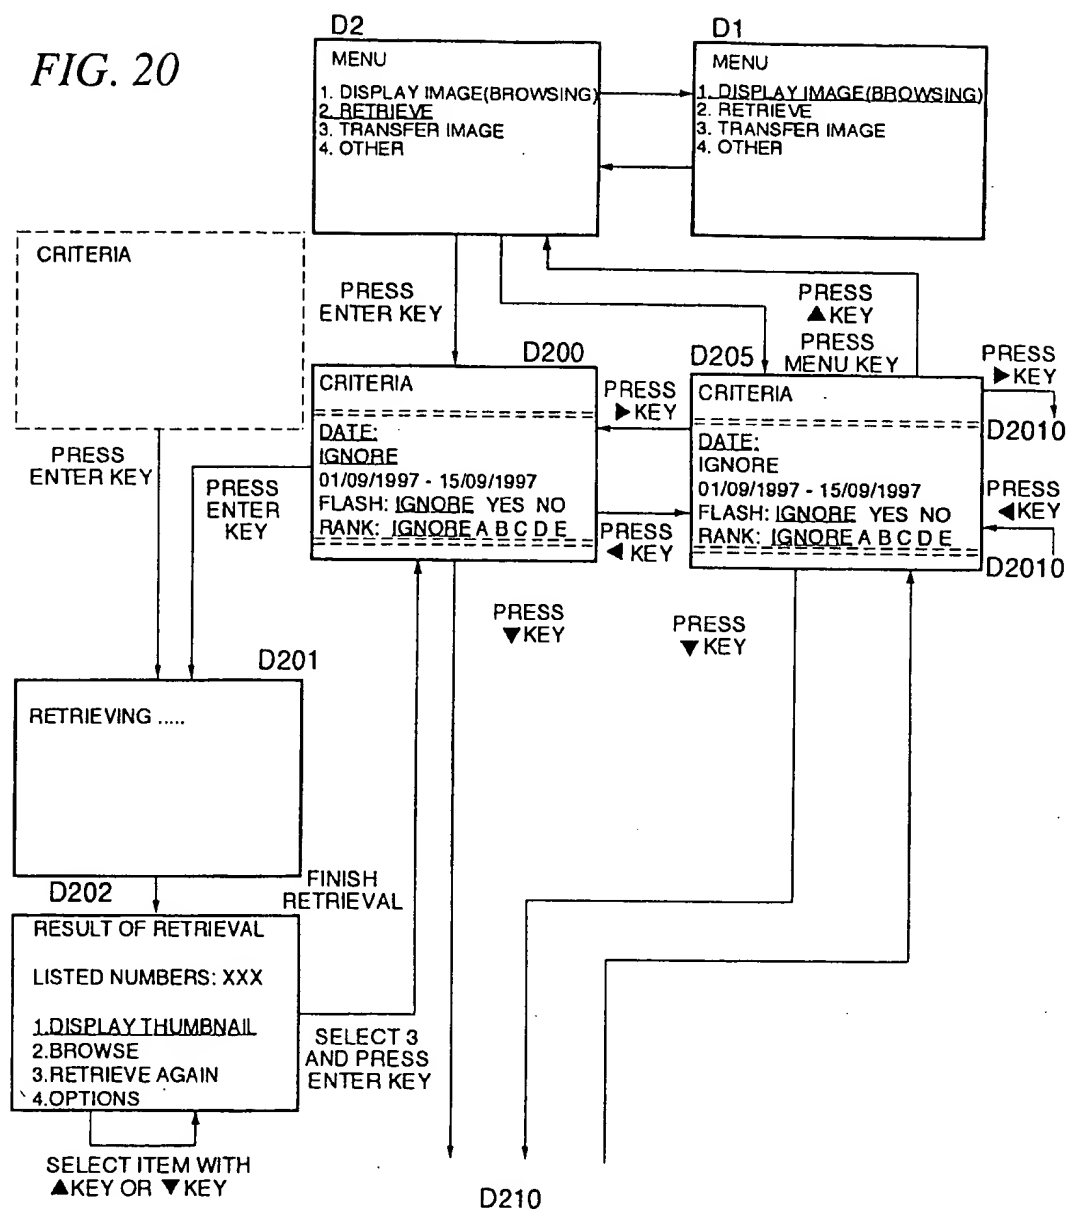 FIG. 20
D2
MENU
1. DISPLAY IMAGE(BROWSING)
2. RETRIEVE
3. TRANSFER IMAGE
4. OTHER
D1
MENU
1. DISPLAY IMAGE(BROWSING)
2. RETRIEVE
3. TRANSFER IMAGE
4. OTHER
CRITERIA
PRESS
ENTER KEY
PRESS
▲KEY
PRESS
MENU KEY
D200
CRITERIA
DATE:
IGNORE
01/09/1997 - 15/09/1997
FLASH: IGNORE YES NO
RANK: IGNORE A B C D E
PRESS
▶KEY
PRESS
◀KEY
D205
CRITERIA
DATE:
IGNORE
01/09/1997 - 15/09/1997
FLASH: IGNORE YES NO
RANK: IGNORE A B C D E
PRESS
▶KEY
D2010
PRESS
◀KEY
D2010
PRESS
ENTER KEY
PRESS
ENTER
KEY
PRESS
▼KEY
PRESS
▼KEY
D201
RETRIEVING .....
FINISH
RETRIEVAL
D202
RESULT OF RETRIEVAL
LISTED NUMBERS: XXX
1.DISPLAY THUMBNAIL
2.BROWSE
3.RETRIEVE AGAIN
4.OPTIONS
SELECT 3
AND PRESS
ENTER KEY
SELECT ITEM WITH
▲KEY OR ▼KEY
D210